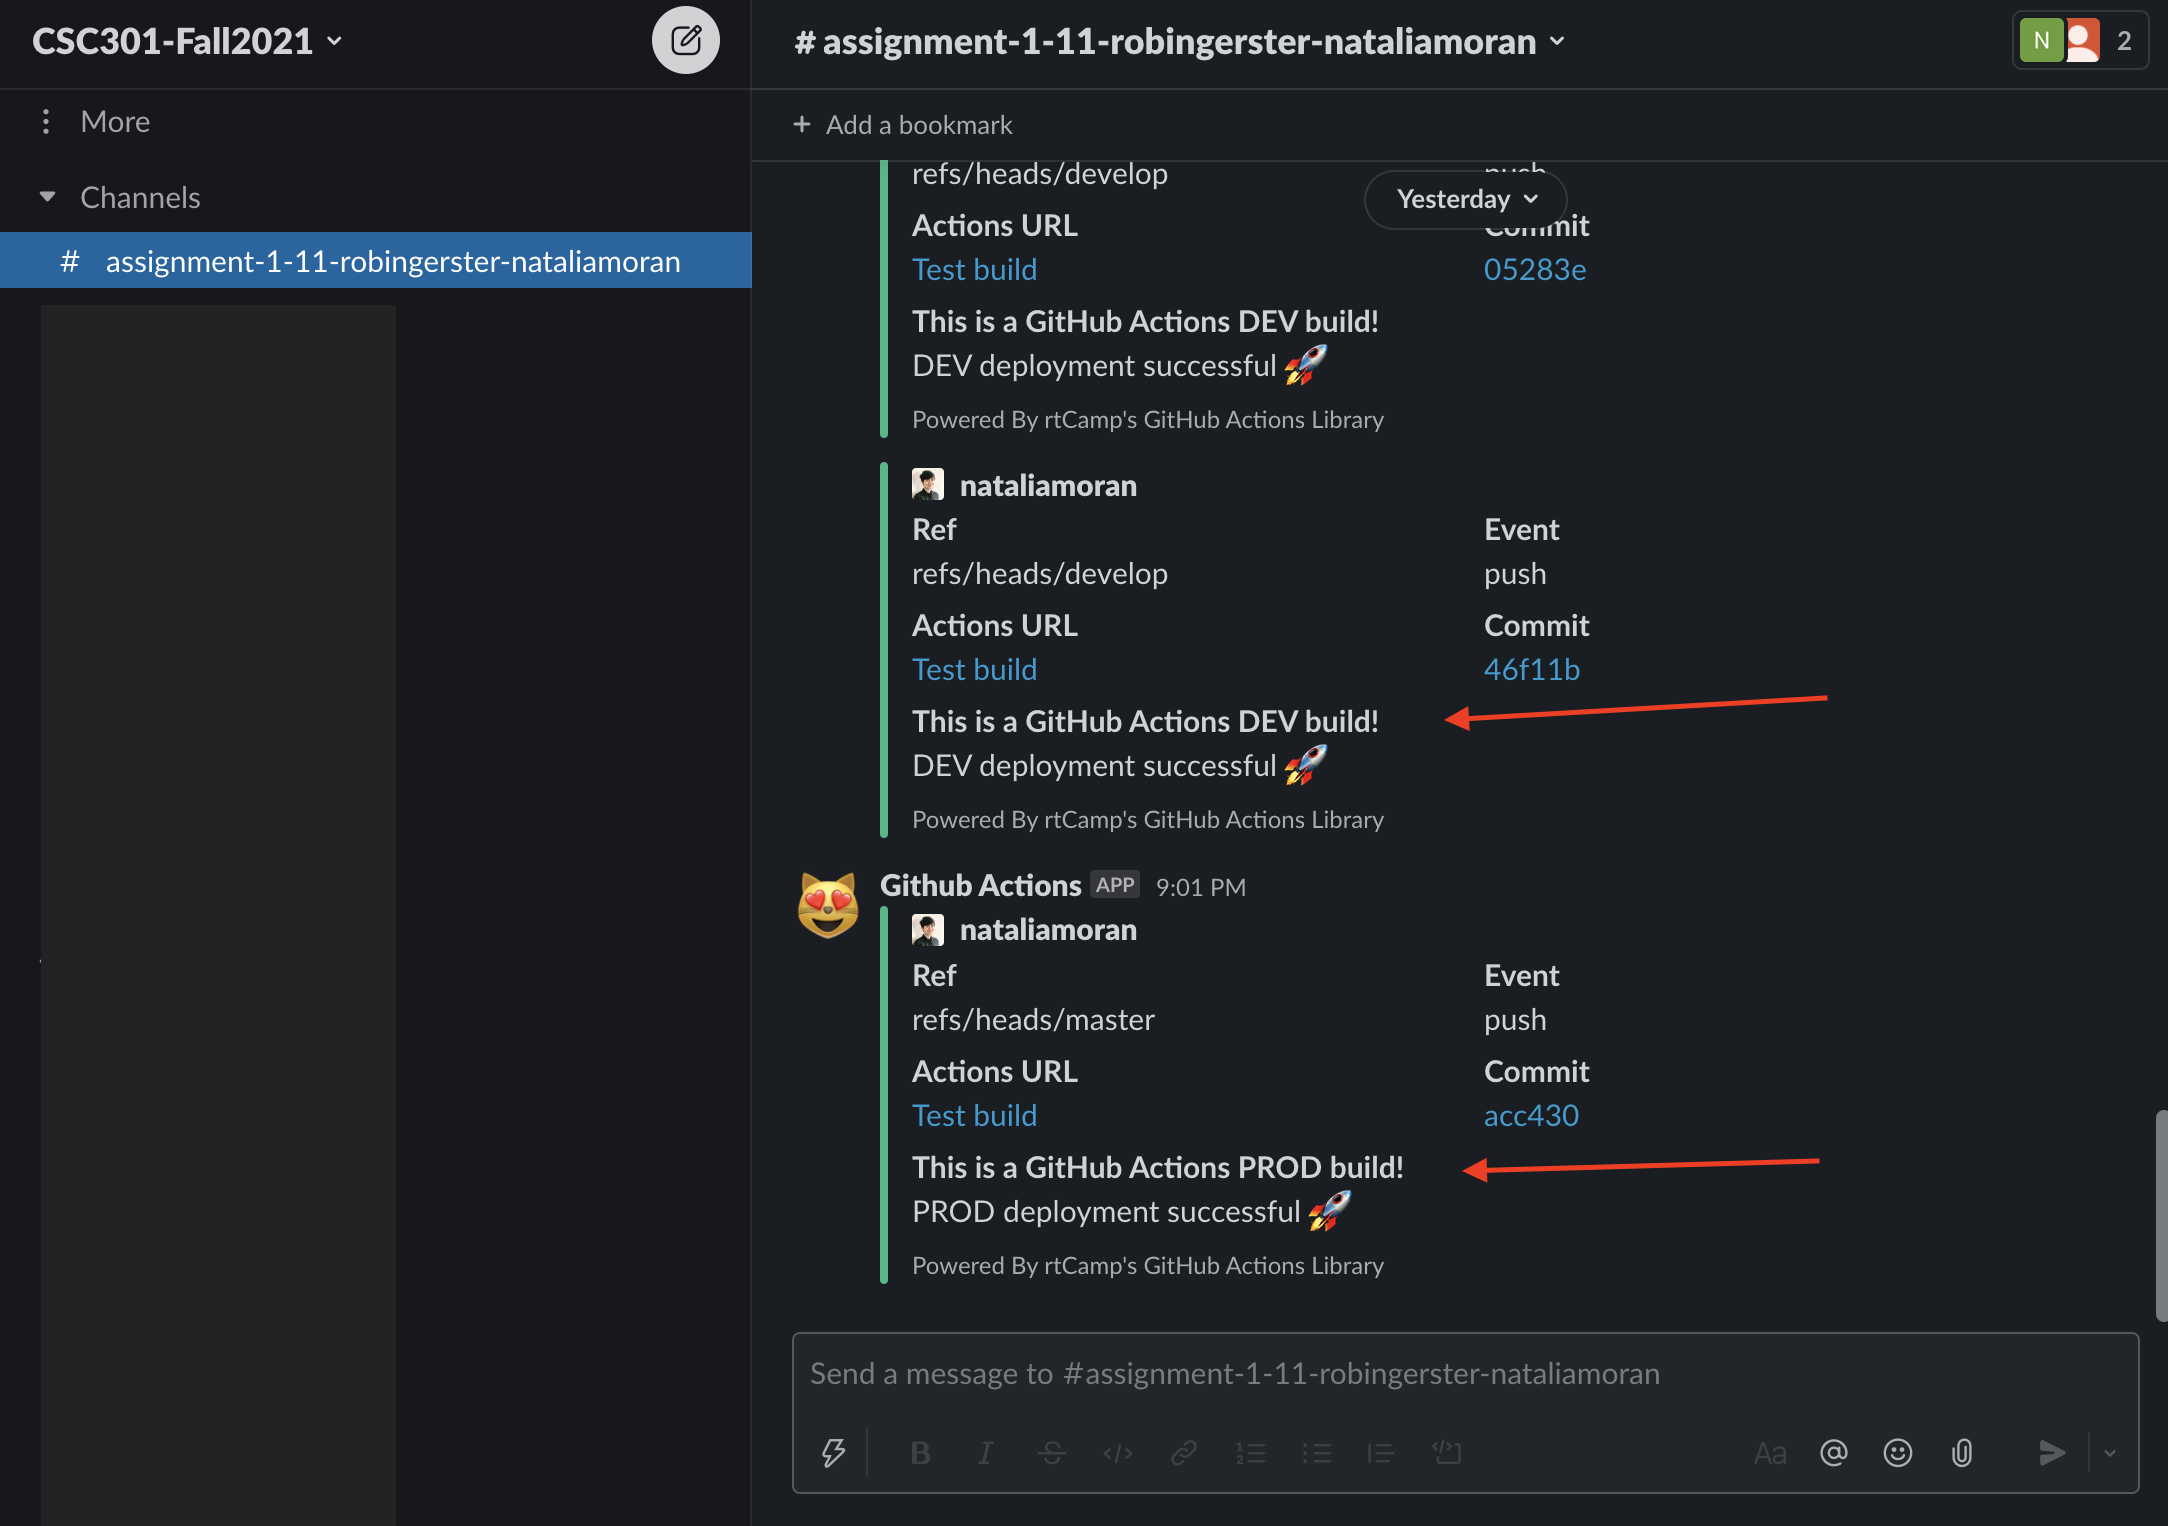 CSC301-Fall2021
More
Channels
# assignment-1-11-robingerster-nataliamoran
# assignment-1-11-robingerster-nataliamoran
N 2
+ Add a bookmark
Yesterday
refs/heads/develop push
Actions URL Commit
Test build 05283e
This is a GitHub Actions DEV build!
DEV deployment successful
Powered By rtCamp's GitHub Actions Library
nataliamoran
Ref Event
refs/heads/develop push
Actions URL Commit
Test build 46f11b
This is a GitHub Actions DEV build!
DEV deployment successful
Powered By rtCamp's GitHub Actions Library
Github Actions APP 9:01 PM
nataliamoran
Ref Event
refs/heads/master push
Actions URL Commit
Test build acc430
This is a GitHub Actions PROD build!
PROD deployment successful
Powered By rtCamp's GitHub Actions Library
Send a message to #assignment-1-11-robingerster-nataliamoran
B I S Aa @